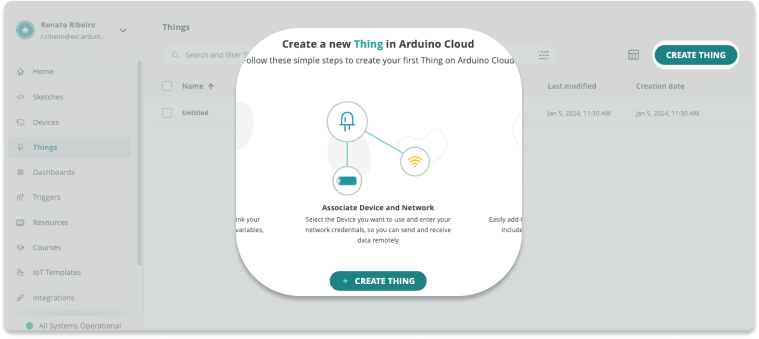 Renato Ribeiro
r.ribeiro@ext.arduin...
Home
Sketches
Devices
Things
Dashboards
Triggers
Resources
Courses
IoT Templates
Integrations
All Systems Operational
Things
Search and filter
CREATE THING
Name
Last modified
Creation date
Untitled
Jan 5, 2024, 11:30 AM
Jan 5, 2024, 11:30 AM
Create a new Thing in Arduino Cloud
ollow these simple steps to create your first Thing on Arduino Cloud
Associate Device and Network
Select the Device you want to use and enter your
network credentials, so you can send and receive
data remotely
ink your
variables,
Easily add
include
+ CREATE THING